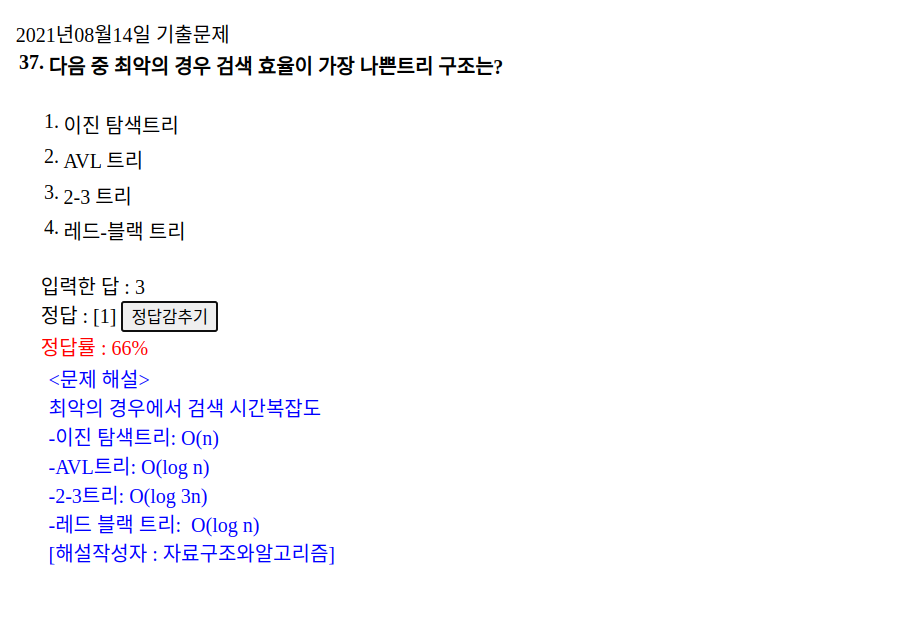 2021년08월14일 기출문제
37. 다음 중 최악의 경우 검색 효율이 가장 나쁜트리 구조는?
1. 이진 탐색트리
2. AVL 트리
3. 2-3 트리
4. 레드-블랙 트리
입력한 답 : 3
정답 : [1] 정답감추기
정답률 : 66%
<문제 해설>
최악의 경우에서 검색 시간복잡도
-이진 탐색트리: O(n)
-AVL트리: O(log n)
-2-3트리: O(log 3n)
-레드 블랙 트리:  O(log n)
[해설작성자 : 자료구조와알고리즘]